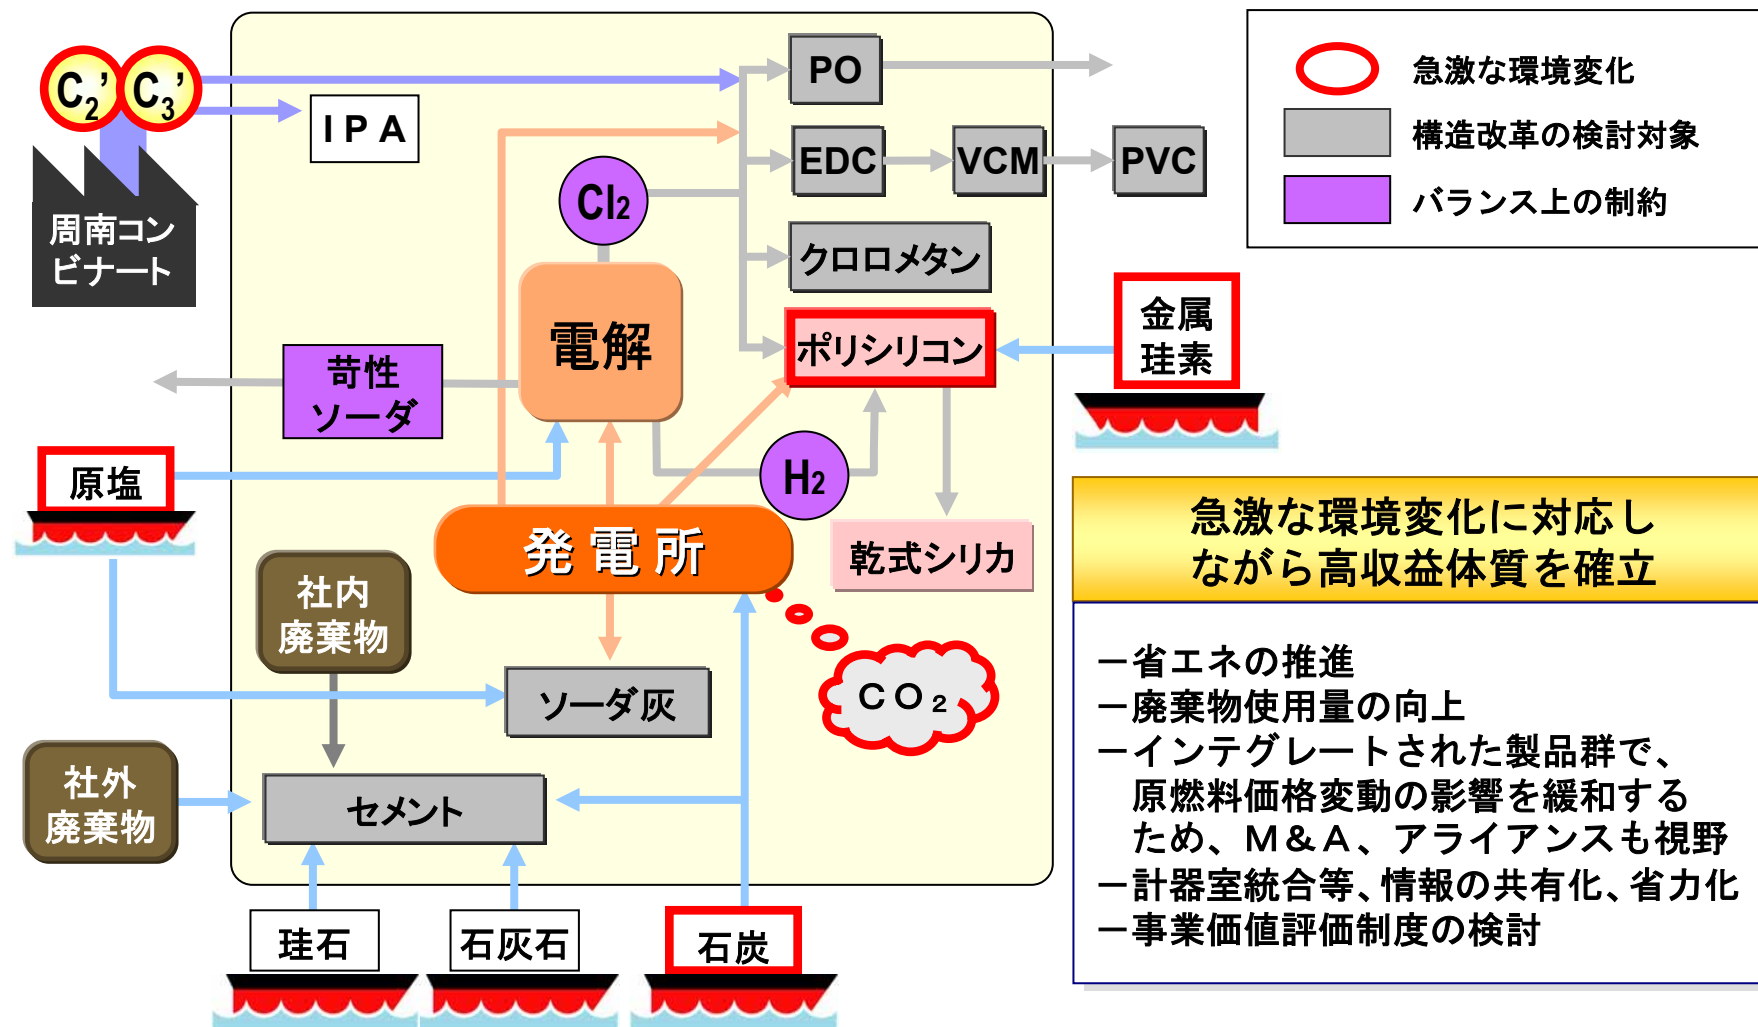 C2'
C3'
周南コン
ビナート
IPA
PO
EDC
VCM
PVC
Cl2
クロロメタン
電解
ポリシリコン
金属
珪素
苛性
ソーダ
原塩
H2
発電所
乾式シリカ
社内
廃棄物
ソーダ灰
CO2
社外
廃棄物
セメント
珪石
石灰石
石炭
急激な環境変化
構造改革の検討対象
バランス上の制約
急激な環境変化に対応し
ながら高収益体質を確立
－省エネの推進
－廃棄物使用量の向上
－インテグレートされた製品群で、
原燃料価格変動の影響を緩和する
ため、M＆A、アライアンスも視野
－計器室統合等、情報の共有化、省力化
－事業価値評価制度の検討